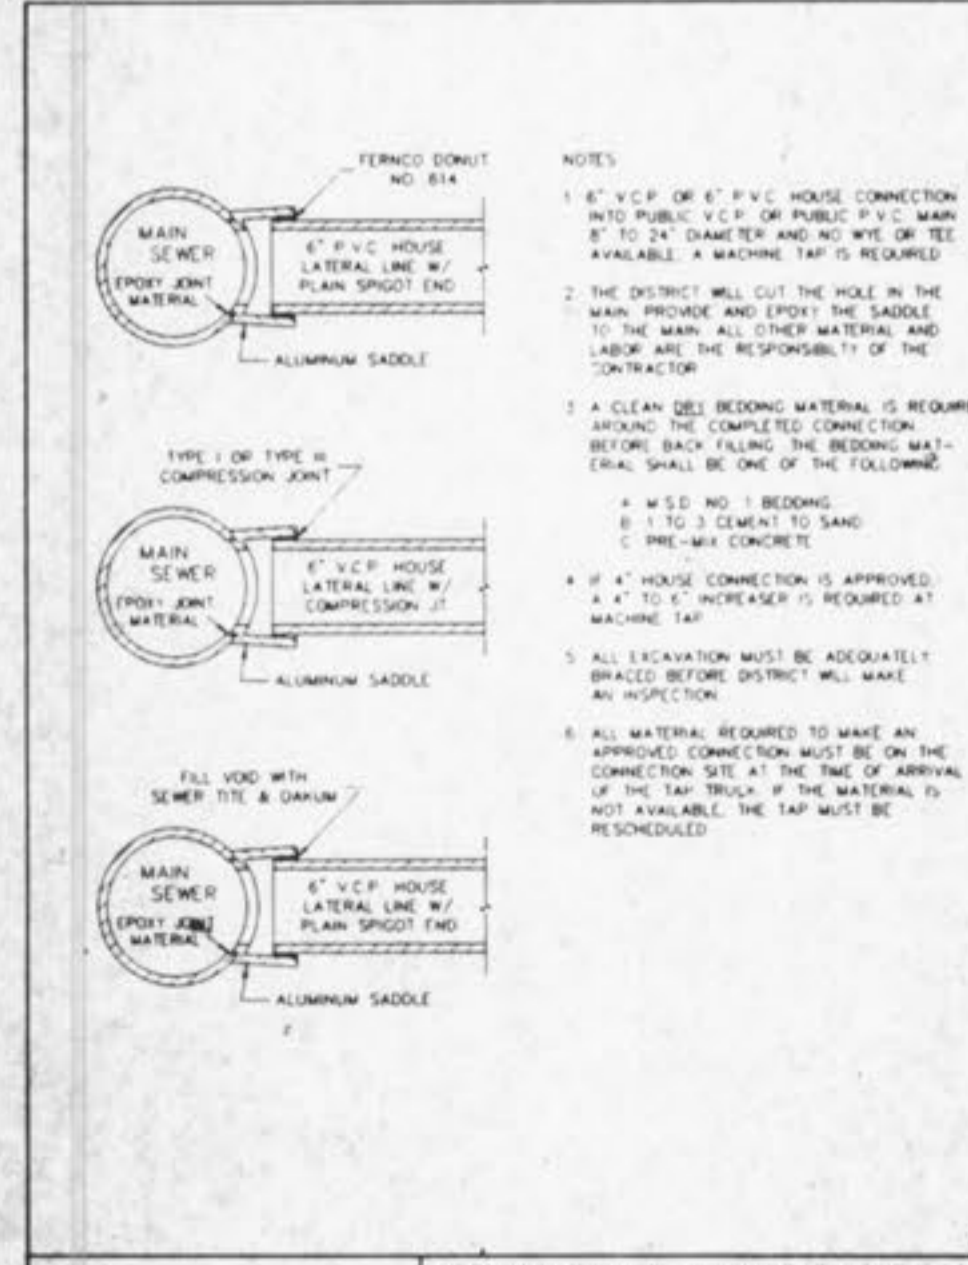 FERNCO DONUT
NO. 614
MAIN
SEWER
EPOXY JOINT
MATERIAL
6" P.V.C. HOUSE
LATERAL LINE W/
PLAIN SPIGOT END
ALUMINUM SADDLE
TYPE I OR TYPE III
COMPRESSION JOINT
MAIN
SEWER
EPOXY JOINT
MATERIAL
6" V.C.P. HOUSE
LATERAL LINE W/
COMPRESSION JT.
ALUMINUM SADDLE
FILL VOID WITH
SEWER TITE & OAKUM
MAIN
SEWER
EPOXY JOINT
MATERIAL
6" V.C.P. HOUSE
LATERAL LINE W/
PLAIN SPIGOT END
ALUMINUM SADDLE
NOTES
1. 6" V.C.P. OR 6" P.V.C. HOUSE CONNECTION
INTO PUBLIC V.C.P. OR PUBLIC P.V.C. MAIN
8" TO 24" DIAMETER AND NO WYE OR TEE
AVAILABLE. A MACHINE TAP IS REQUIRED
2. THE DISTRICT WILL CUT THE HOLE IN THE
MAIN. PROVIDE AND EPOXY THE SADDLE
TO THE MAIN. ALL OTHER MATERIAL AND
LABOR ARE THE RESPONSIBILTY OF THE
CONTRACTOR
3. A CLEAN DRY BEDDING MATERIAL IS REQUIRE
AROUND THE COMPLETED CONNECTION
BEFORE BACK FILLING. THE BEDDING MAT-
ERIAL SHALL BE ONE OF THE FOLLOWING
A. M.S.D. NO. 1 BEDDING
B. 1 TO 3 CEMENT TO SAND
C. PRE-MIX CONCRETE
4. IF 4" HOUSE CONNECTION IS APPROVED,
A 4" TO 6" INCREASER IS REQUIRED AT
MACHINE TAP
5. ALL EXCAVATION MUST BE ADEQUATELY
BRACED BEFORE DISTRICT WILL MAKE
AN INSPECTION
6. ALL MATERIAL REQUIRED TO MAKE AN
APPROVED CONNECTION MUST BE ON THE
CONNECTION SITE AT THE TIME OF ARRIVAL
OF THE TAP TRUCK. IF THE MATERIAL IS
NOT AVAILABLE, THE TAP MUST BE
RESCHEDULED